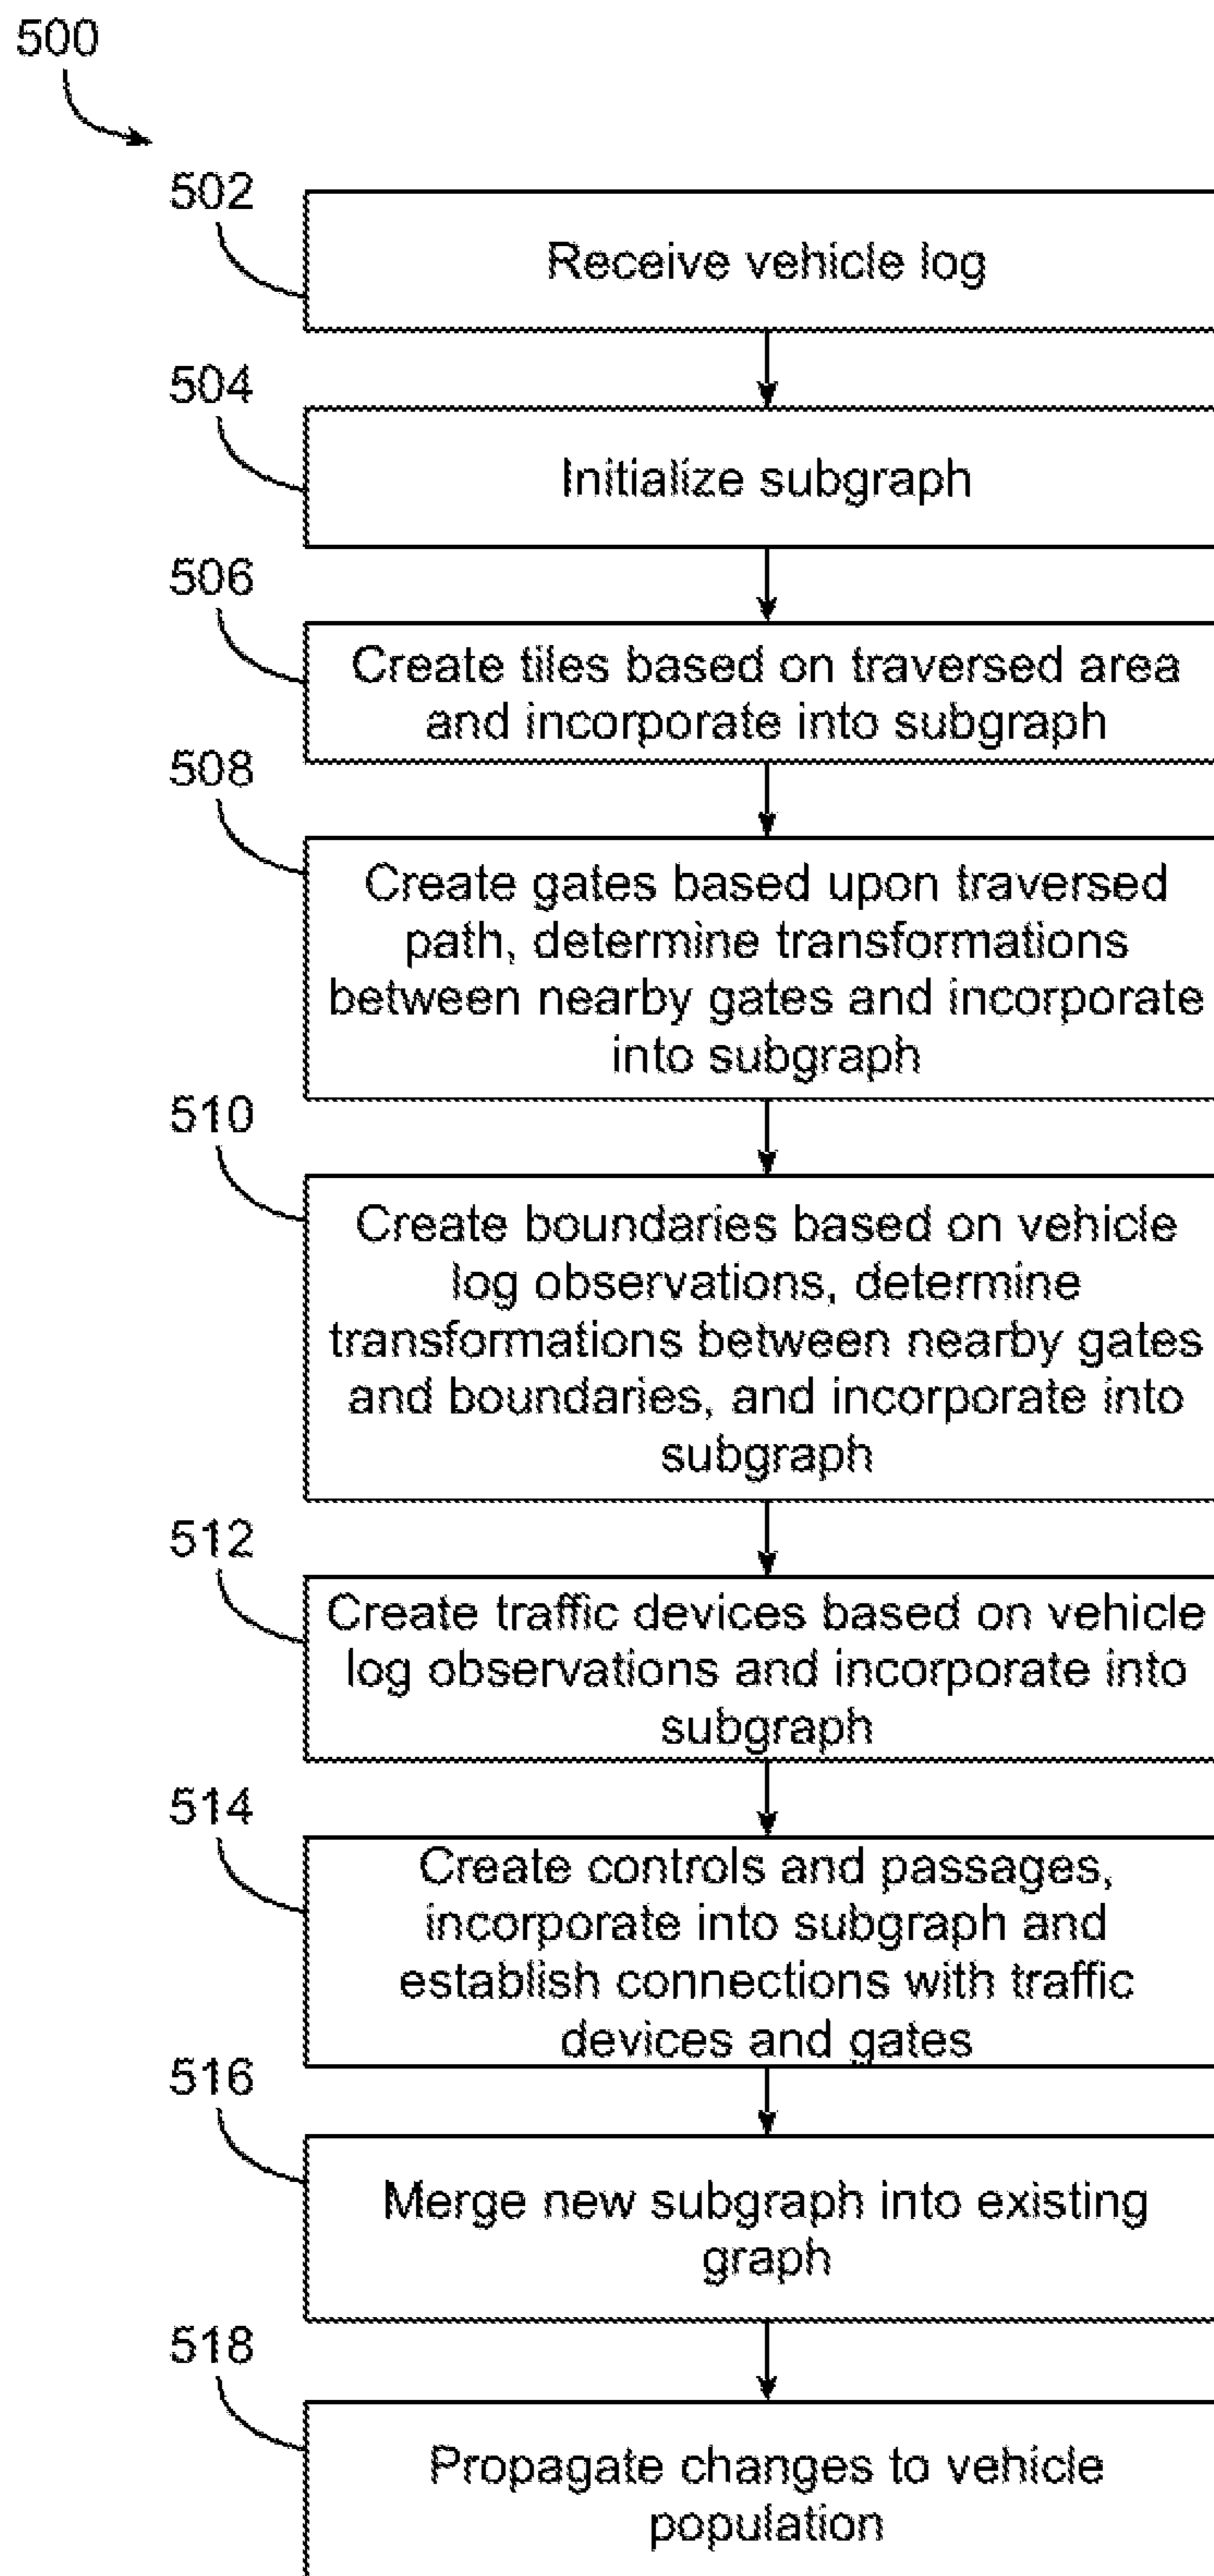 500
502
Receive vehicle log
504
Initialize subgraph
506
Create tiles based on traversed area
and incorporate into subgraph
508
Create gates based upon traversed
path, determine transformations
between nearby gates and incorporate
into subgraph
510
Create boundaries based on vehicle
log observations, determine
transformations between nearby gates
and boundaries, and incorporate into
subgraph
512
Create traffic devices based on vehicle
log observations and incorporate into
subgraph
514
Create controls and passages,
incorporate into subgraph and
establish connections with traffic
devices and gates
516
Merge new subgraph into existing
graph
518
Propagate changes to vehicle
population